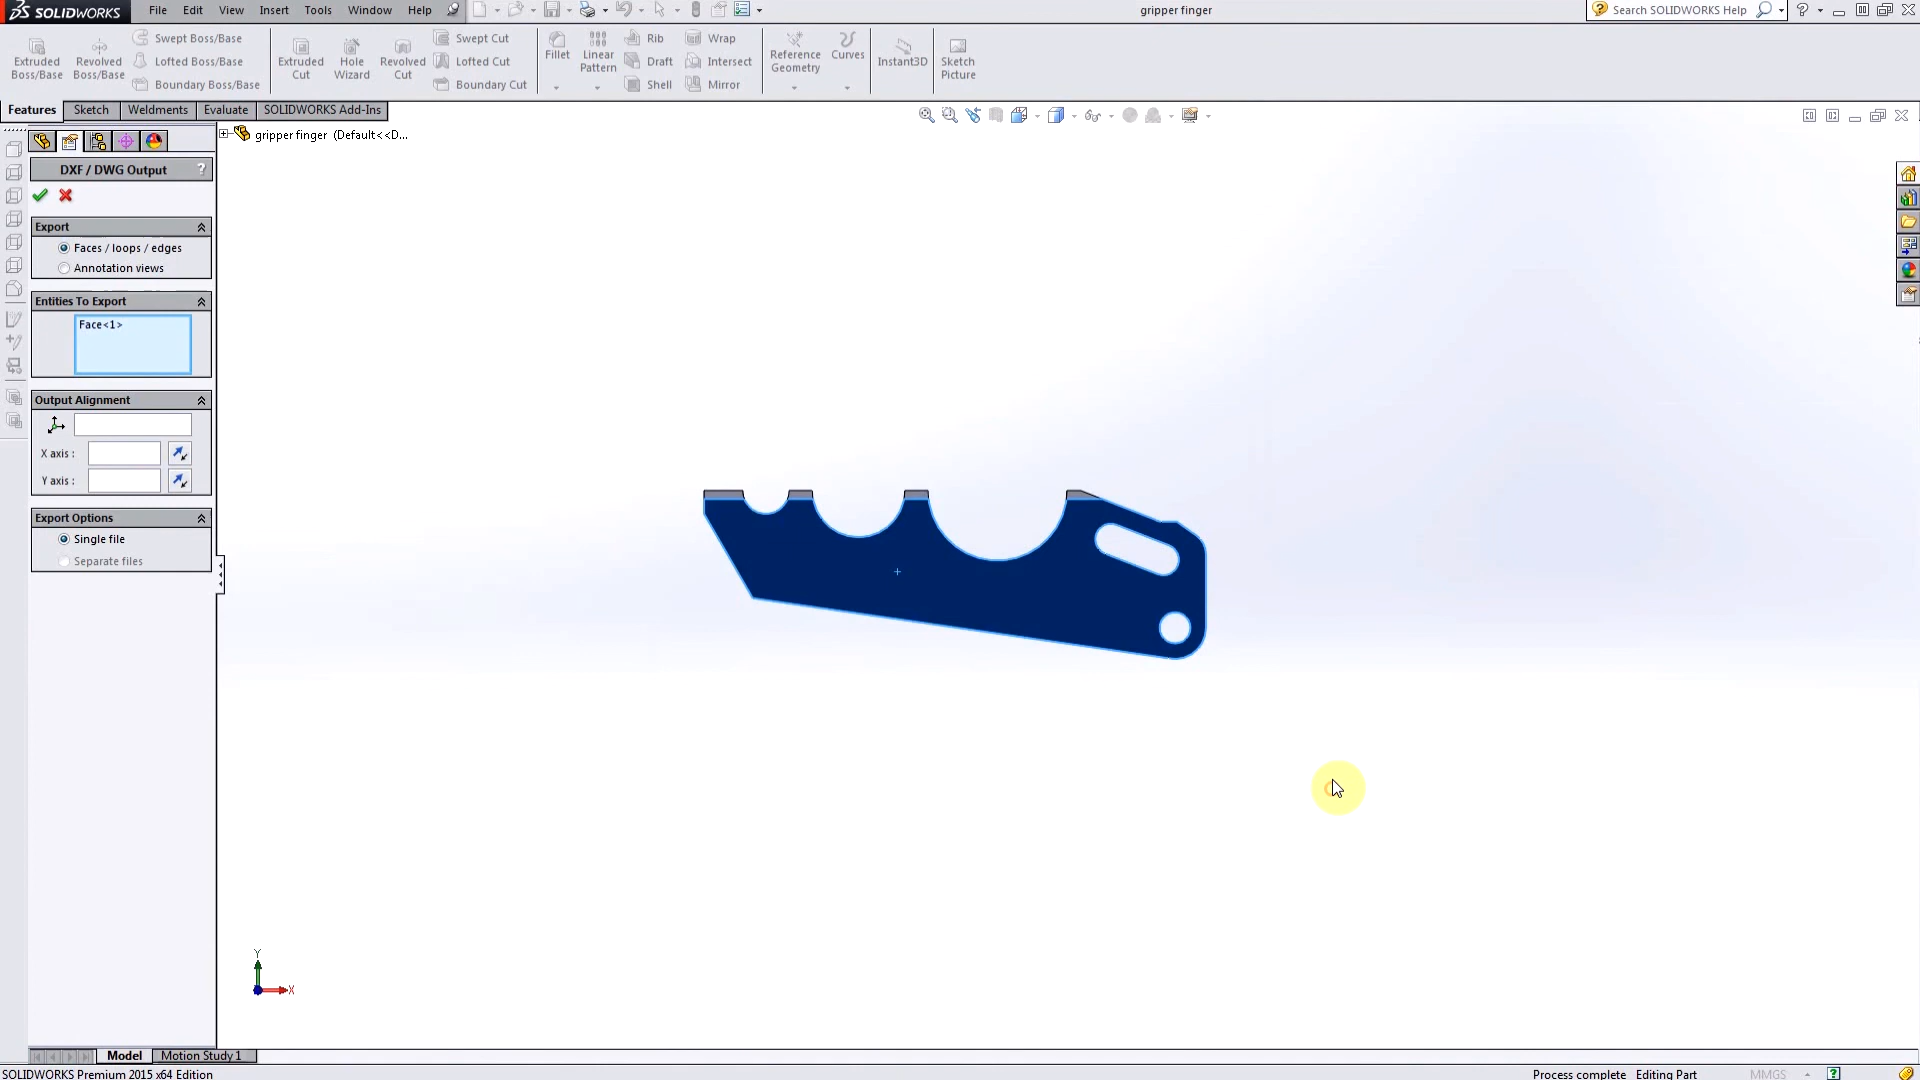 SOLIDWORKS
File Edit View Insert Tools Window Help
gripper finger
Search SOLIDWORKS Help
Extruded Boss/Base
Revolved Boss/Base
Swept Boss/Base
Lofted Boss/Base
Boundary Boss/Base
Extruded Cut
Hole Wizard
Revolved Cut
Swept Cut
Lofted Cut
Boundary Cut
Fillet
Linear Pattern
Rib
Draft
Shell
Wrap
Intersect
Mirror
Reference Geometry
Curves
Instant3D
Sketch Picture
Features Sketch Weldments Evaluate SOLIDWORKS Add-Ins
gripper finger (Default<<D...
DXF / DWG Output ?
Export
Faces / loops / edges
Annotation views
Entities To Export
Face<1>
Output Alignment
X axis :
Y axis :
Export Options
Single file
Separate files
Y
X
Model Motion Study 1
SOLIDWORKS Premium 2015 x64 Edition
Process complete Editing Part MMGS